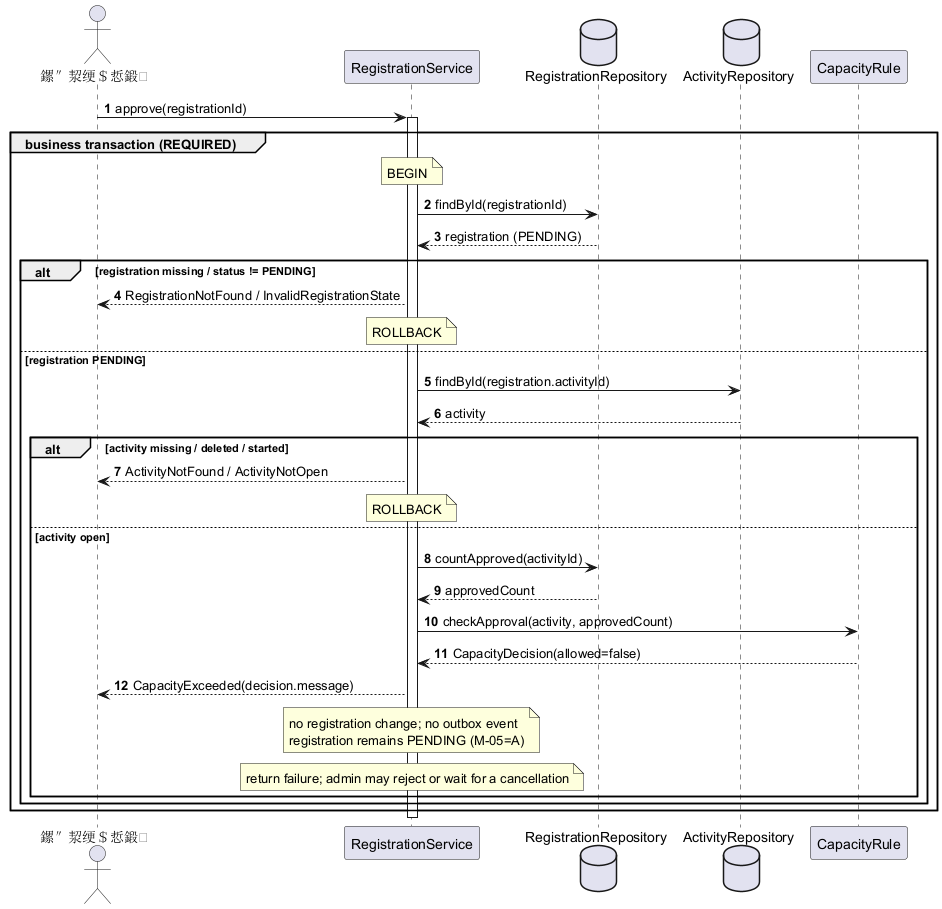 RegistrationService
RegistrationRepository
ActivityRepository
CapacityRule
1 approve(registrationId)
business transaction (REQUIRED)
BEGIN
2 findById(registrationId)
3 registration (PENDING)
alt [registration missing / status != PENDING]
4 RegistrationNotFound / InvalidRegistrationState
ROLLBACK
[registration PENDING]
5 findById(registration.activityId)
6 activity
alt [activity missing / deleted / started]
7 ActivityNotFound / ActivityNotOpen
ROLLBACK
[activity open]
8 countApproved(activityId)
9 approvedCount
10 checkApproval(activity, approvedCount)
11 CapacityDecision(allowed=false)
12 CapacityExceeded(decision.message)
no registration change; no outbox event
registration remains PENDING (M-05=A)
return failure; admin may reject or wait for a cancellation
RegistrationService
RegistrationRepository
ActivityRepository
CapacityRule